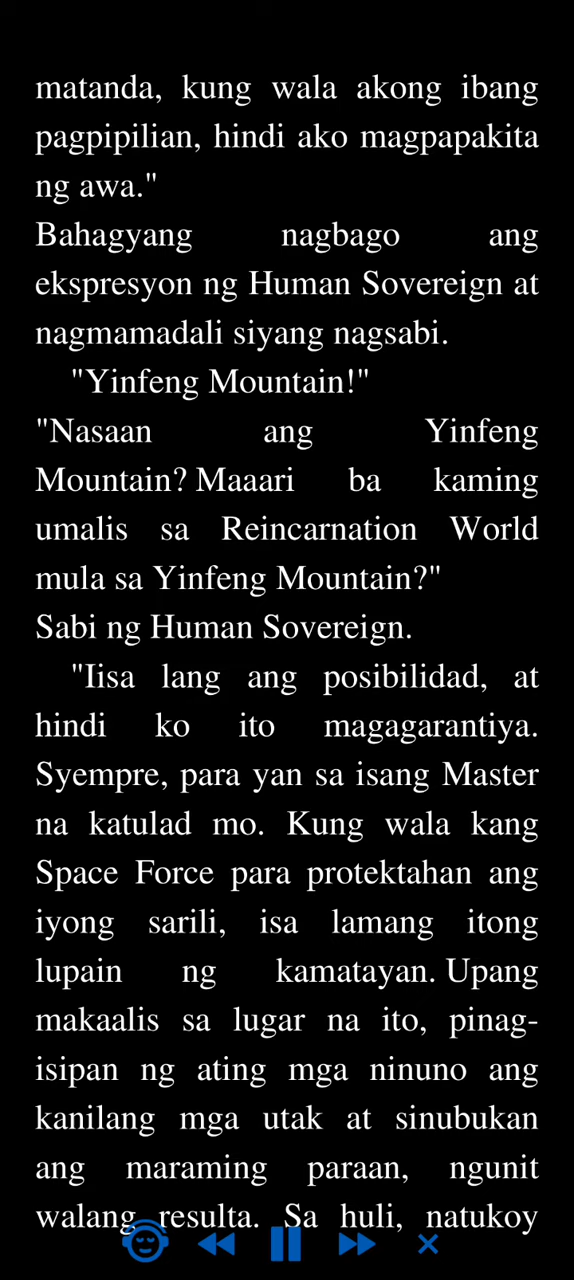 matanda, kung wala akong ibang
pagpipilian, hindi ako magpapakita
ng awa."
Bahagyang nagbago ang
ekspresyon ng Human Sovereign at
nagmamadali siyang nagsabi.
"Yinfeng Mountain!"
"Nasaan ang Yinfeng
Mountain? Maaari ba kaming
umalis sa Reincarnation World
mula sa Yinfeng Mountain?"
Sabi ng Human Sovereign.
"Iisa lang ang posibilidad, at
hindi ko ito magagarantiya.
Syempre, para yan sa isang Master
na katulad mo. Kung wala kang
Space Force para protektahan ang
iyong sarili, isa lamang itong
lupain ng kamatayan. Upang
makaalis sa lugar na ito, pinag-
isipan ng ating mga ninuno ang
kanilang mga utak at sinubukan
ang maraming paraan, ngunit
walang resulta. Sa huli, natukoy